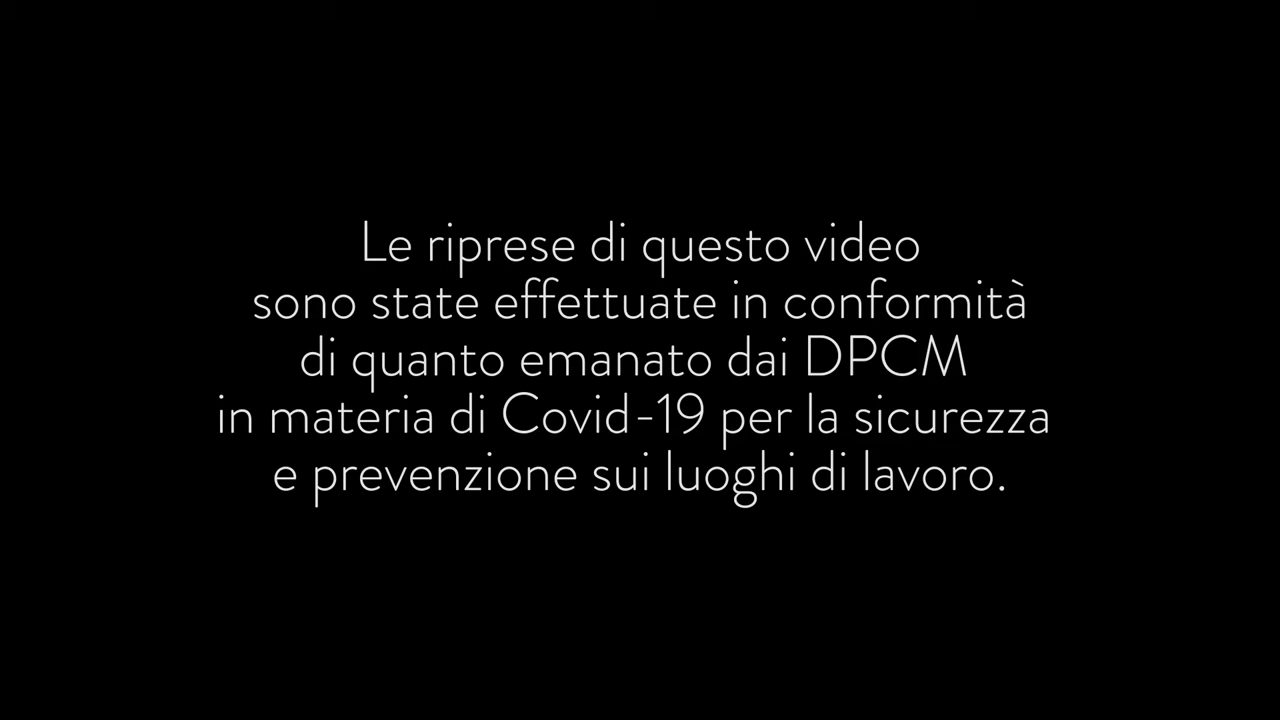 Le riprese di questo video
sono state effettuate in conformità
di quanto emanato dai DPCM
in materia di Covid-19 per la sicurezza
e prevenzione sui luoghi di lavoro.